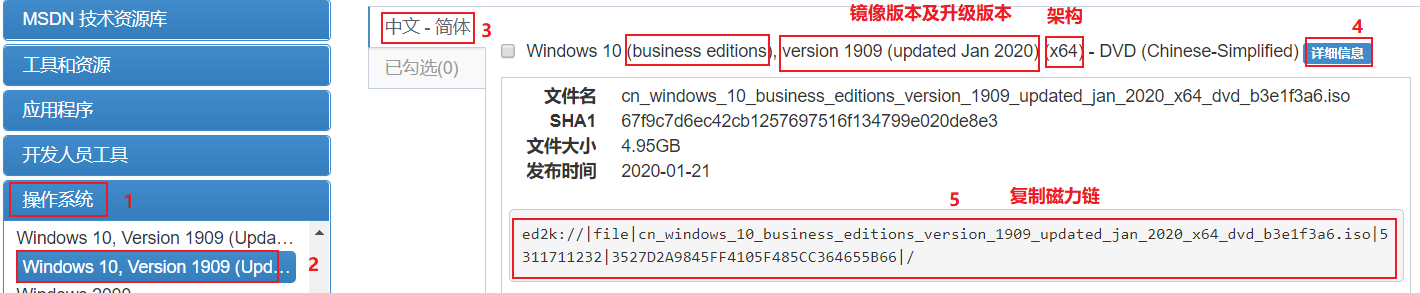 MSDN 技术资源库
工具和资源
应用程序
开发人员工具
操作系统 1
Windows 10, Version 1909 (Upda…
Windows 10, Version 1909 (Upd… 2
中文 - 简体 3
已勾选(0)
镜像版本及升级版本 架构 4
Windows 10 (business editions), version 1909 (updated Jan 2020) (x64) - DVD (Chinese-Simplified) 详细信息
文件名 cn_windows_10_business_editions_version_1909_updated_jan_2020_x64_dvd_b3e1f3a6.iso
SHA1 67f9c7d6ec42cb1257697516f134799e020de8e3
文件大小 4.95GB
发布时间 2020-01-21
5 复制磁力链
ed2k://|file|cn_windows_10_business_editions_version_1909_updated_jan_2020_x64_dvd_b3e1f3a6.iso|5
311711232|3527D2A9845FF4105F485CC364655B66|/